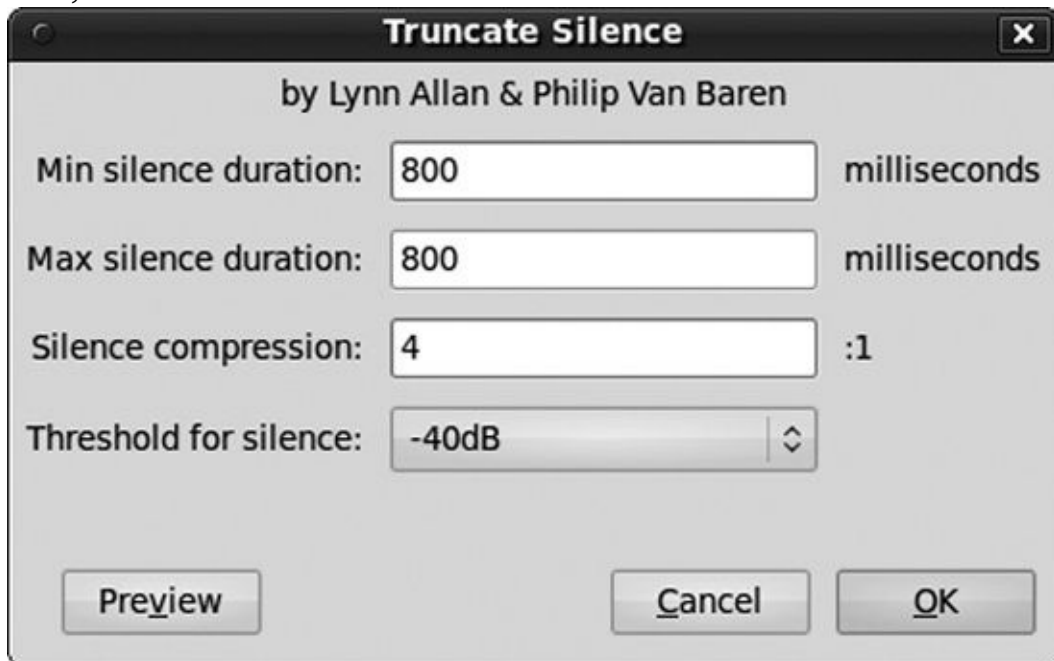 Truncate Silence
by Lynn Allan & Philip Van Baren
Min silence duration: 800 milliseconds
Max silence duration: 800 milliseconds
Silence compression: 4 :1
Threshold for silence: -40dB
Preview Cancel OK